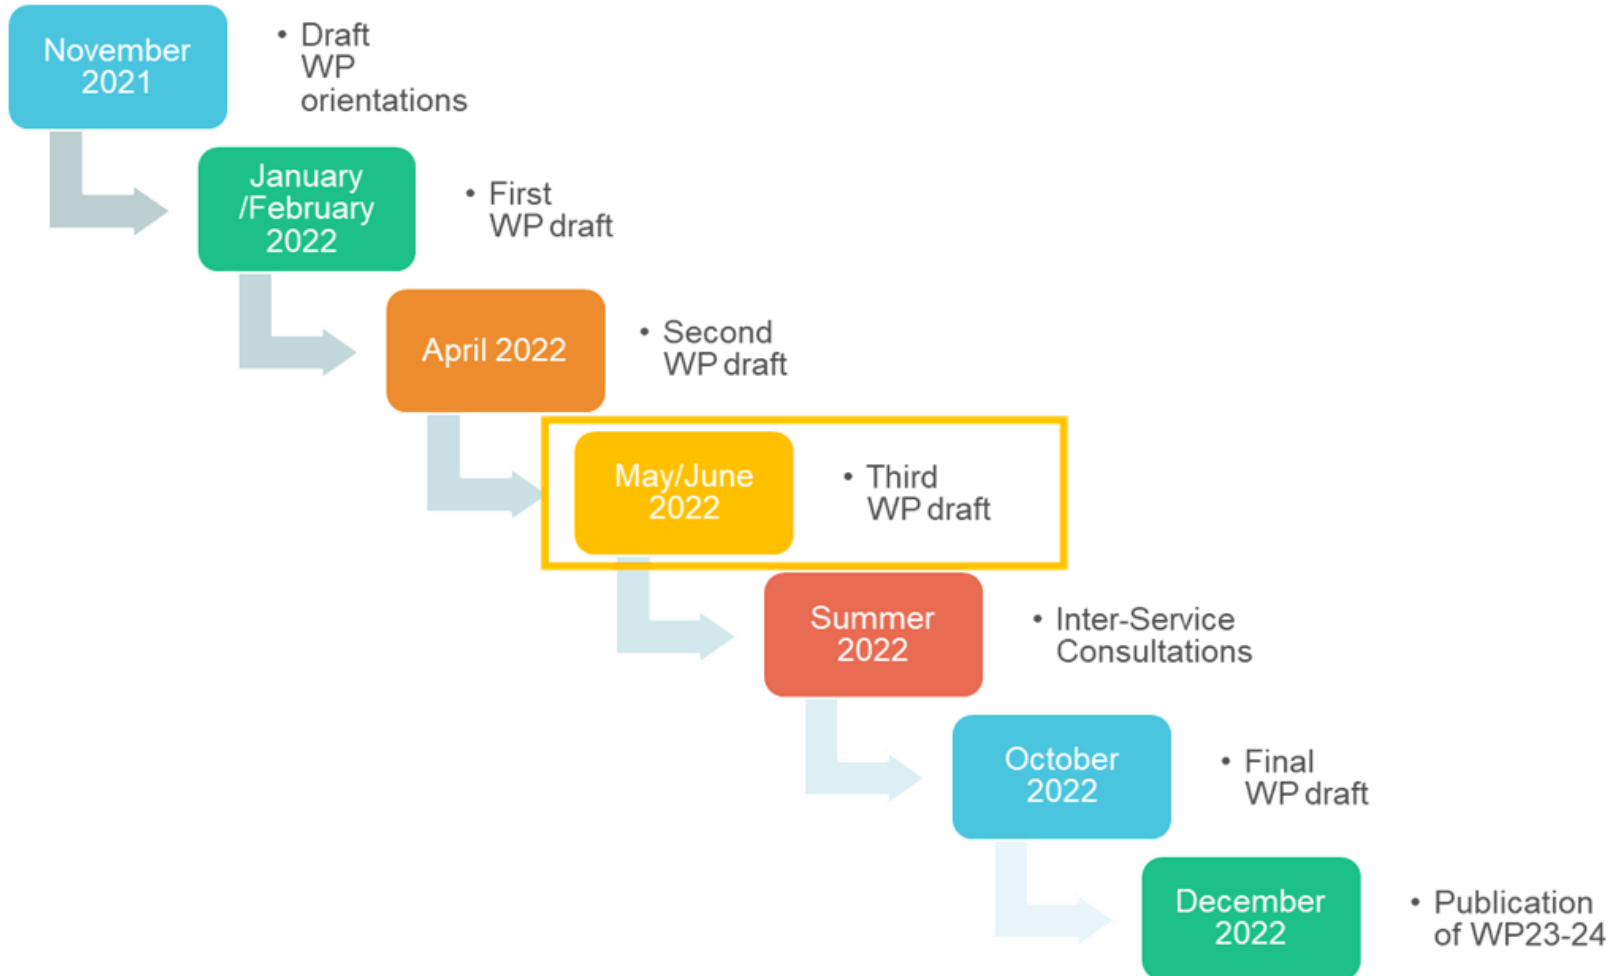 November
2021
• Draft
WP
orientations
January
/February
2022
• First
WP draft
April 2022
• Second
WP draft
May/June
2022
• Third
WP draft
Summer
2022
• Inter-Service
Consultations
October
2022
• Final
WP draft
December
2022
• Publication
of WP23-24